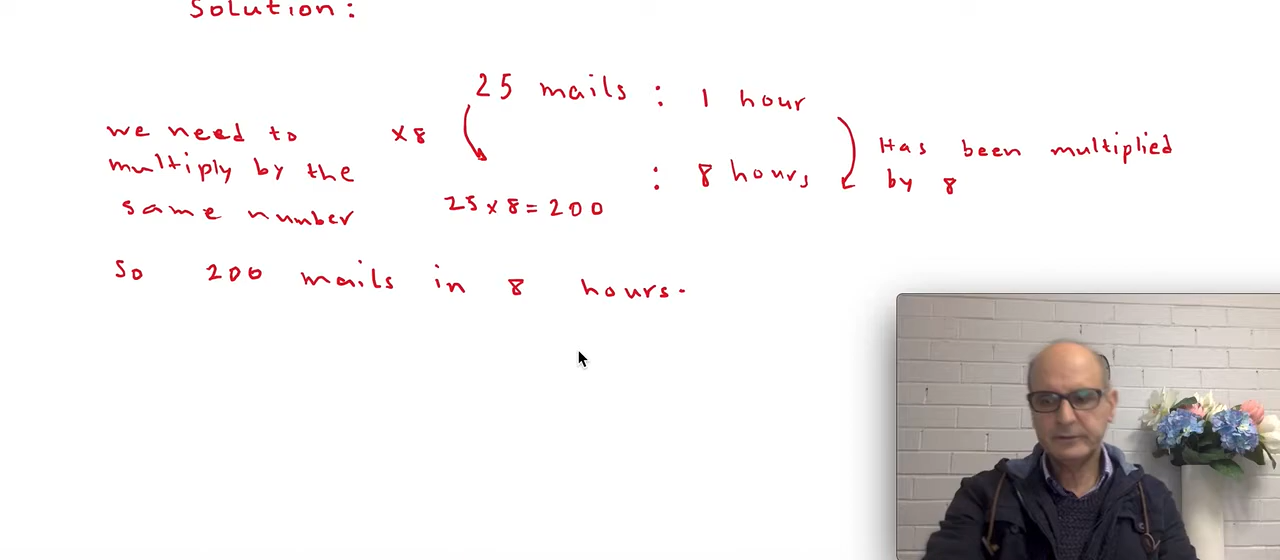 Solution:
25 mails : 1 hour
we need to
multiply by the
same number
×8
: 8 hours
Has been multiplied
by 8
25 × 8 = 200
So 200 mails in 8 hours.